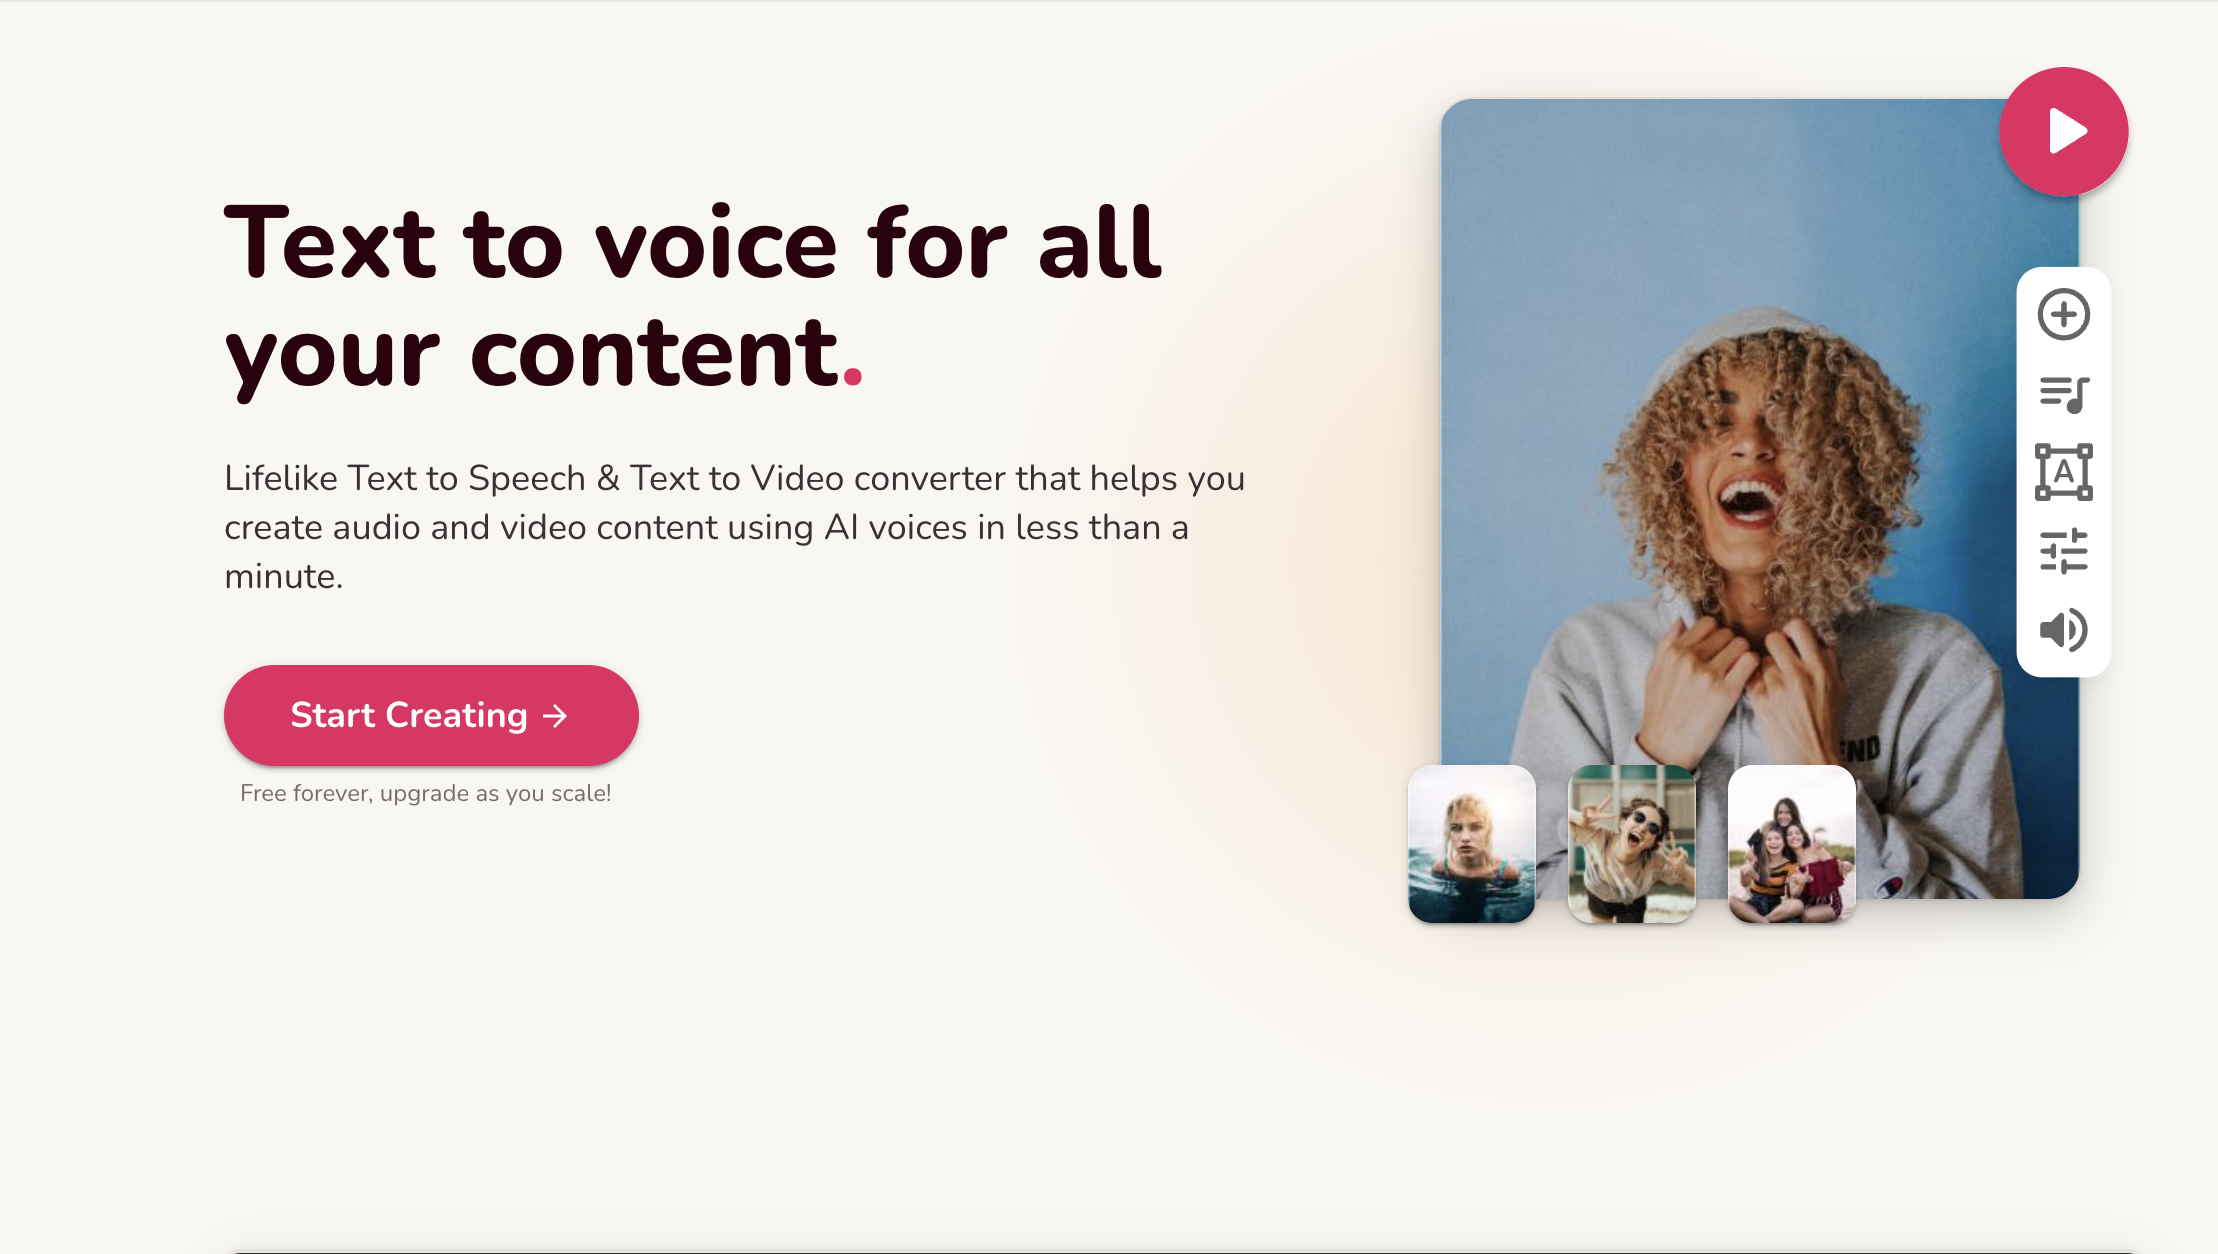 Text to voice for all
your content.
Lifelike Text to Speech & Text to Video converter that helps you
create audio and video content using AI voices in less than a
minute.
Start Creating →
Free forever, upgrade as you scale!
A
END